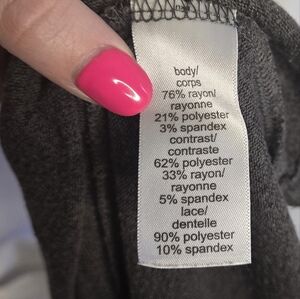 body/
corps
76% rayon/
rayonne
21% polyester
3% spandex
contrast/
contraste
62% polyester
33% rayon/
rayonne
5% spandex
lace/
dentelle
90% polyester
10% spandex